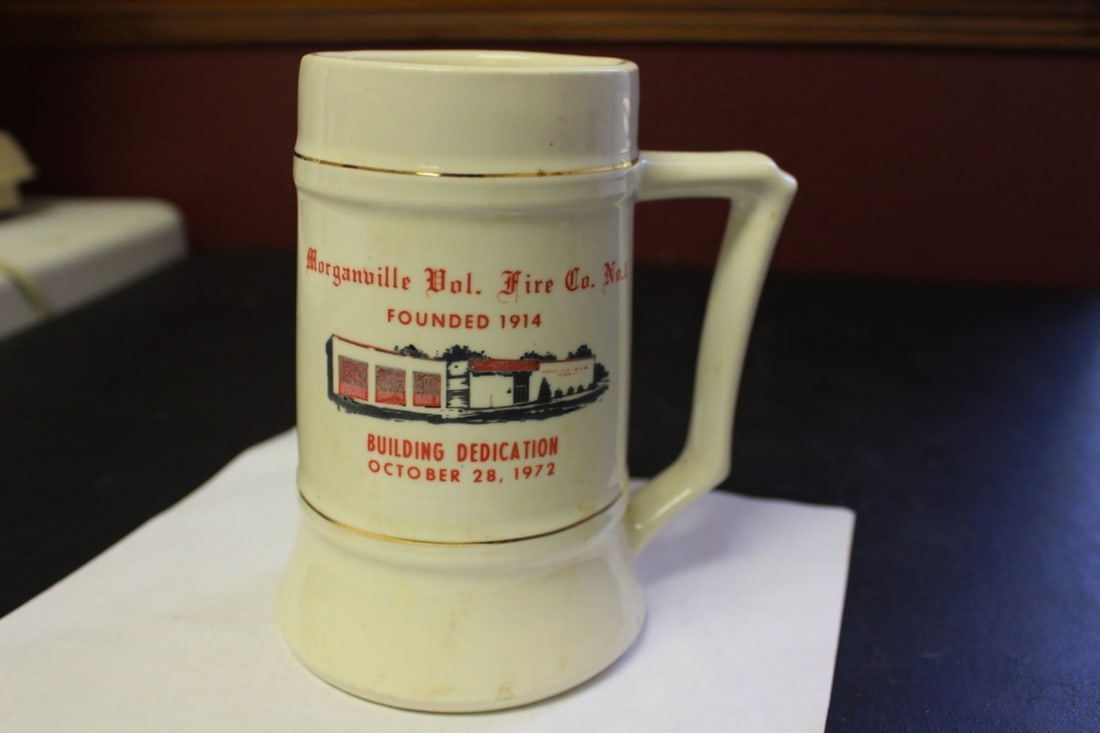 Morganville Vol. Fire Co. No.1
FOUNDED 1914
BUILDING DEDICATION
OCTOBER 28, 1972